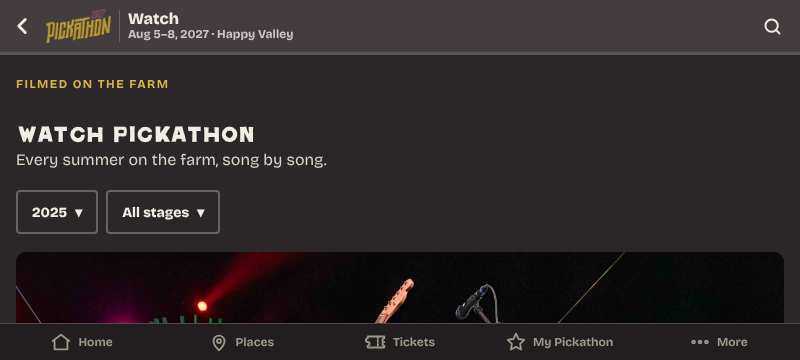 PICKATHON
Watch
Aug 5–8, 2027 · Happy Valley
FILMED ON THE FARM
WATCH PICKATHON
Every summer on the farm, song by song.
2025 ▾
All stages ▾
Home
Places
Tickets
My Pickathon
More